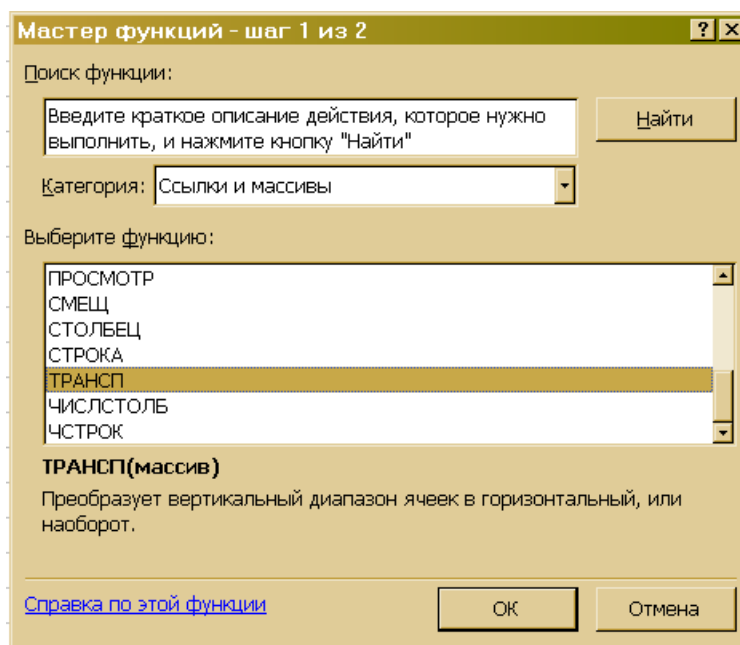 Мастер функций - шаг 1 из 2
Поиск функции:
Введите краткое описание действия, которое нужно
выполнить, и нажмите кнопку "Найти"
Найти
Категория: Ссылки и массивы
Выберите функцию:
ПРОСМОТР
СМЕЩ
СТОЛБЕЦ
СТРОКА
ТРАНСП
ЧИСЛСТОЛБ
ЧСТРОК
ТРАНСП(массив)
Преобразует вертикальный диапазон ячеек в горизонтальный, или
наоборот.
Справка по этой функции
ОК
Отмена